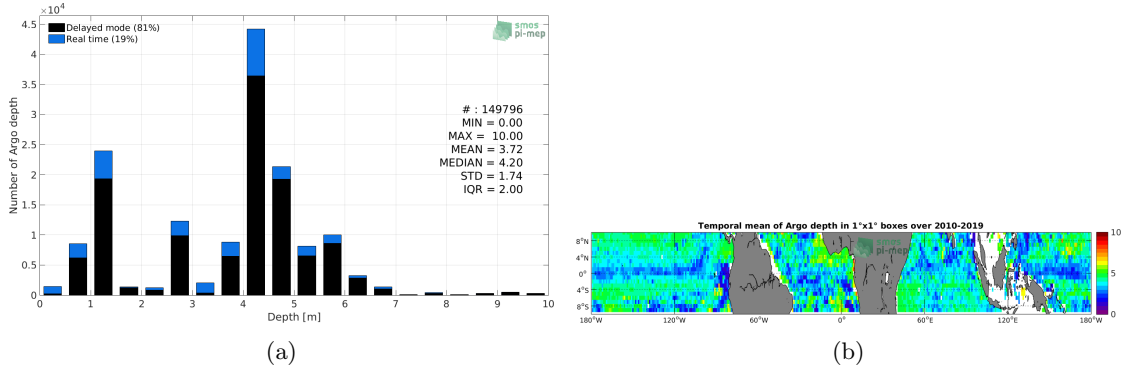 ×10⁴
4.5
4
3.5
3
2.5
2
1.5
1
0.5
0
Number of Argo depth
Delayed mode (81%)
Real time (19%)
smos
pi-mep
# : 149796
MIN = 0.00
MAX = 10.00
MEAN = 3.72
MEDIAN = 4.20
STD = 1.74
IQR = 2.00
0 1 2 3 4 5 6 7 8 9 10
Depth [m]
(a)
Temporal mean of Argo depth in 1°x1° boxes over 2010-2019
8°N
4°N
0°
4°S
8°S
smos
pi-mep
180°W 120°W 60°W 0° 60°E 120°E 180°W
10
5
0
(b)